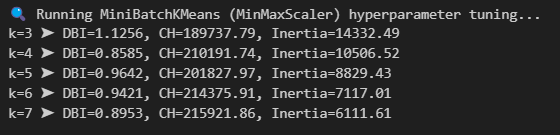 🔍 Running MiniBatchKMeans (MinMaxScaler) hyperparameter tuning...
k=3 ➤ DBI=1.1256, CH=189737.79, Inertia=14332.49
k=4 ➤ DBI=0.8585, CH=210191.74, Inertia=10506.52
k=5 ➤ DBI=0.9642, CH=201827.97, Inertia=8829.43
k=6 ➤ DBI=0.9421, CH=214375.91, Inertia=7117.01
k=7 ➤ DBI=0.8953, CH=215921.86, Inertia=6111.61